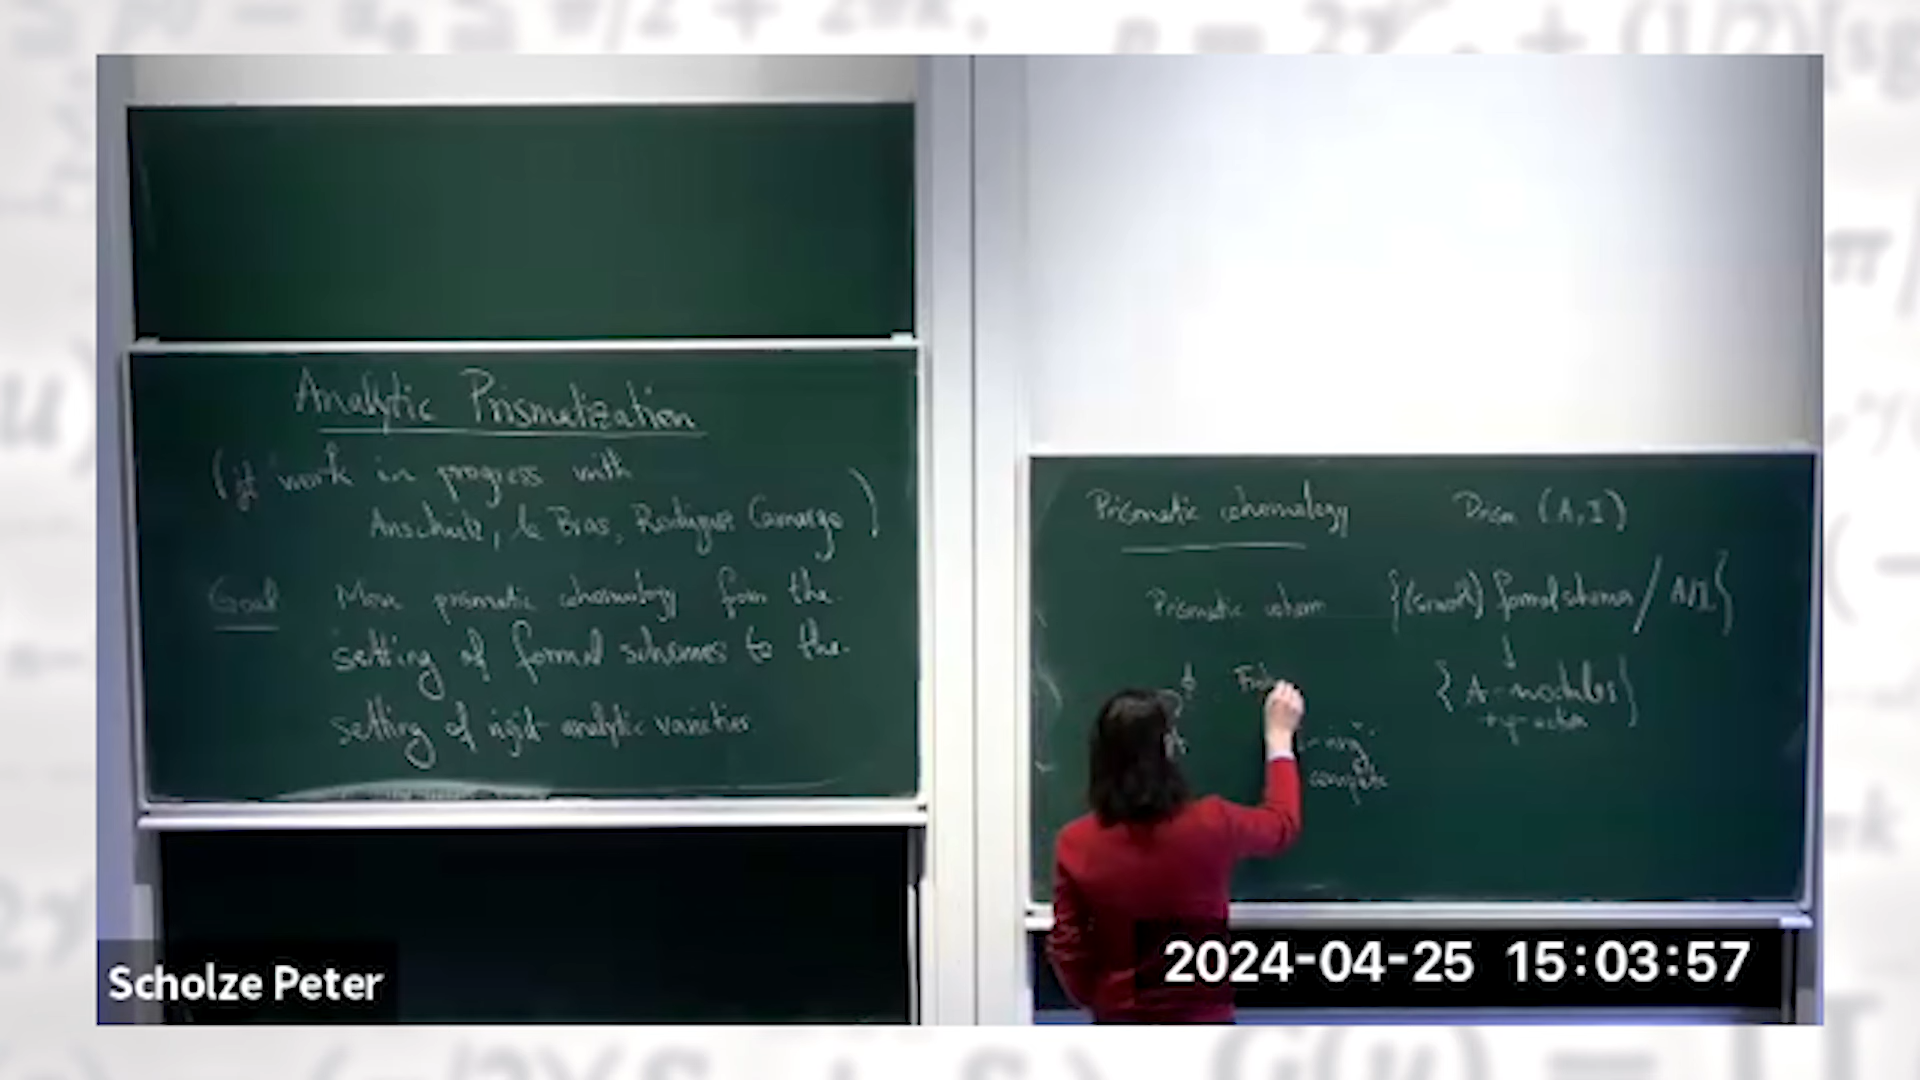 Analytic Prismatization
(jt work in progress with
Anschütz, le Bras, Rodriguez Camargo)
Goal Move prismatic cohomology from the
setting of formal schemes to the
setting of rigid-analytic varieties
Prismatic cohomology Prism (A, I)
Prismatic cohom {(smooth) formal schemes / A/I}
↓
{A-modules}
+φ-action
complete
Scholze Peter
2024-04-25 15:03:57